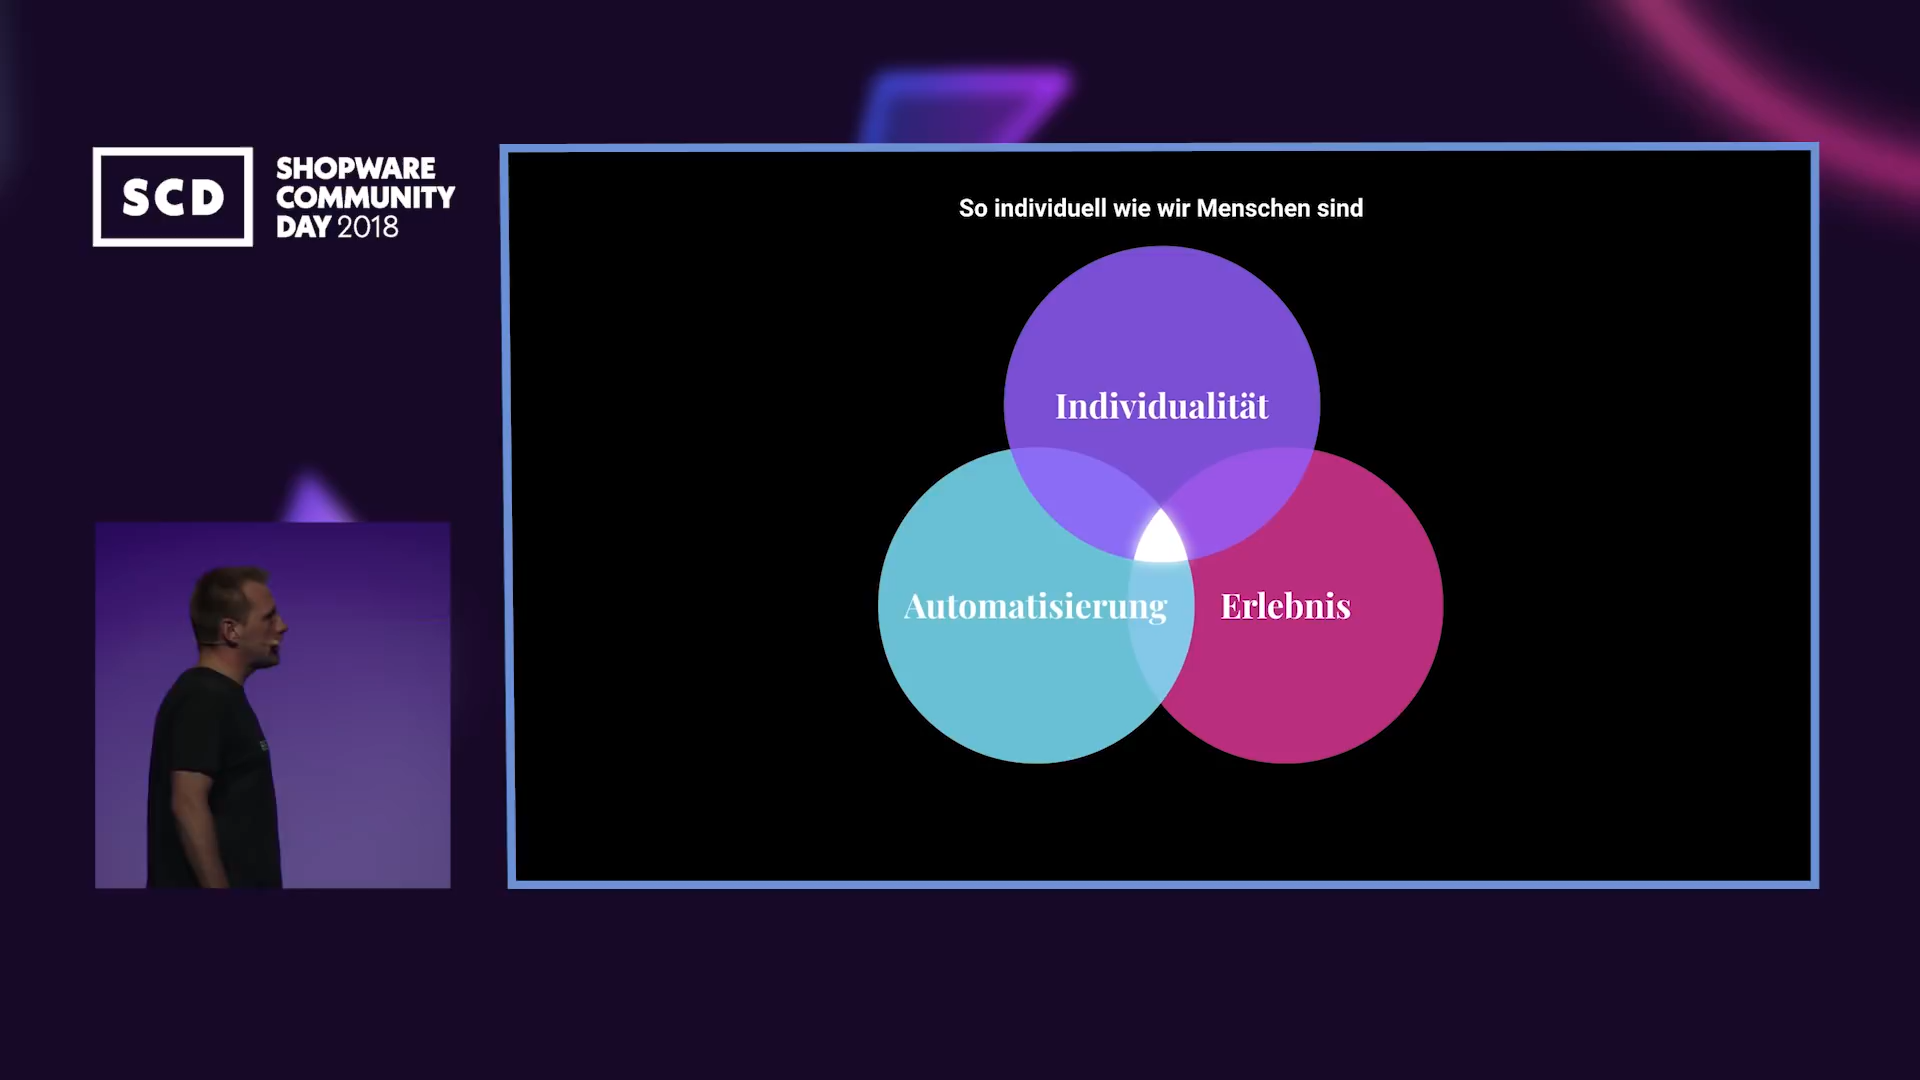 SCD
SHOPWARE
COMMUNITY
DAY 2018
So individuell wie wir Menschen sind
Individualität
Automatisierung
Erlebnis